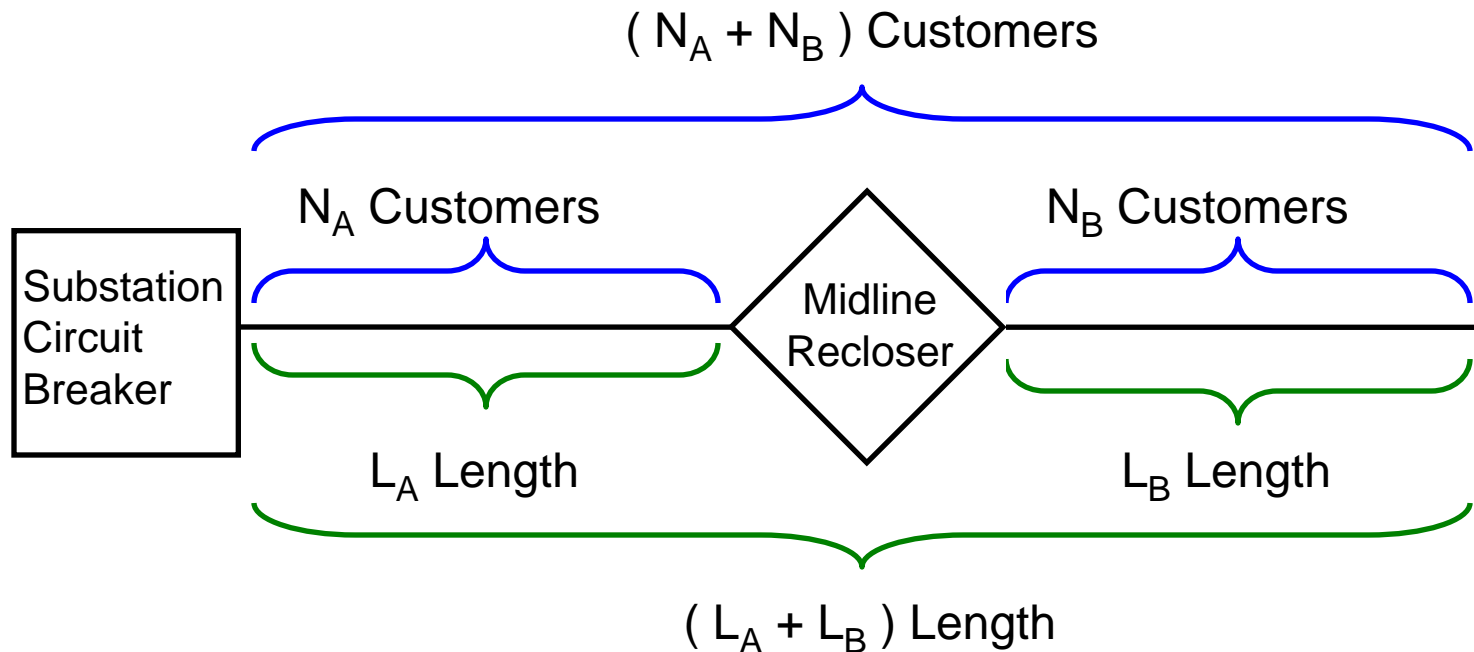 ( N_A + N_B ) Customers
N_A Customers
N_B Customers
Substation
Circuit
Breaker
Midline
Recloser
L_A Length
L_B Length
( L_A + L_B ) Length